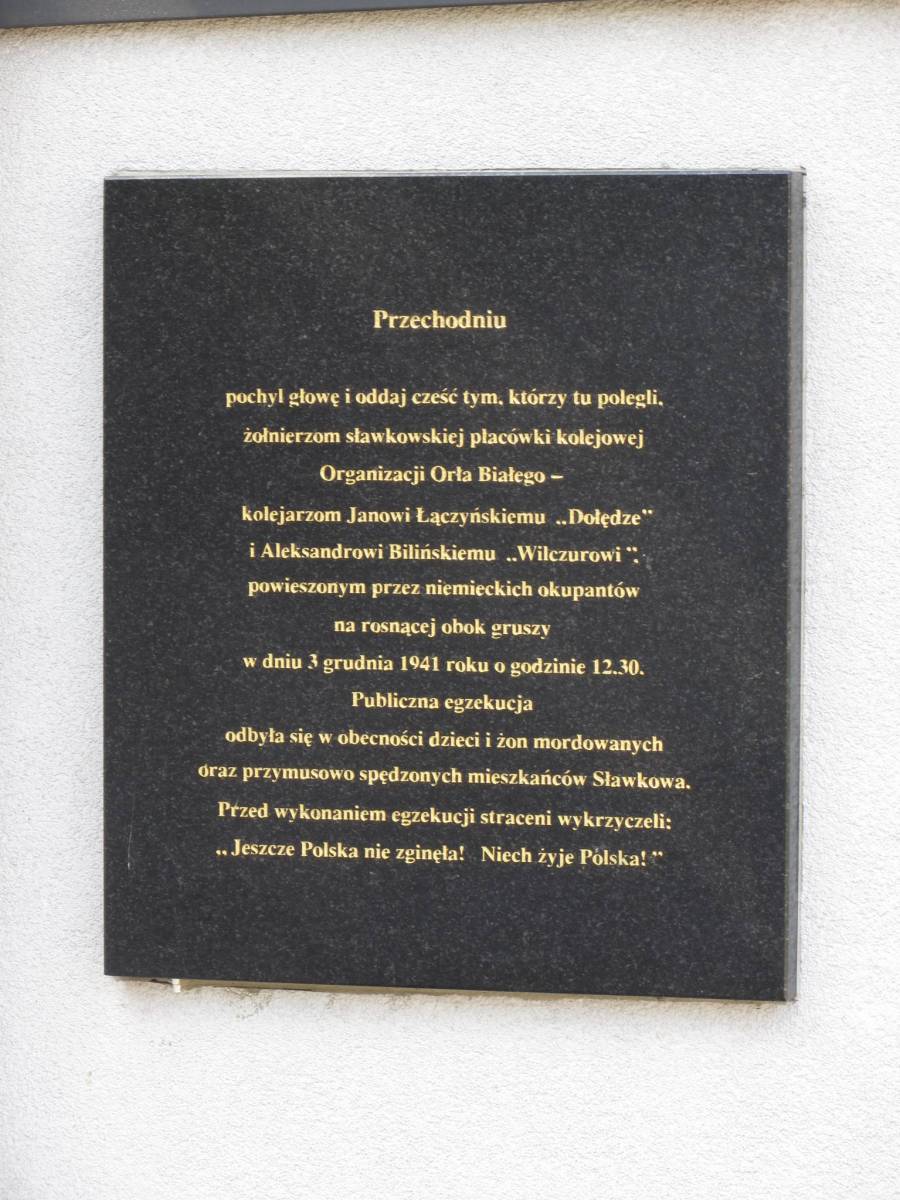 Przechodniu
pochyl głowę i oddaj cześć tym, którzy tu polegli,
żołnierzom sławkowskiej placówki kolejowej
Organizacji Orła Białego –
kolejarzom Janowi Łączyńskiemu „Dołędze”
i Aleksandrowi Bilińskiemu „Wilczurowi ”,
powieszonym przez niemieckich okupantów
na rosnącej obok gruszy
w dniu 3 grudnia 1941 roku o godzinie 12.30.
Publiczna egzekucja
odbyła się w obecności dzieci i żon mordowanych
oraz przymusowo spędzonych mieszkańców Sławkowa.
Przed wykonaniem egzekucji straceni wykrzyczeli:
„Jeszcze Polska nie zginęła! Niech żyje Polska! ”